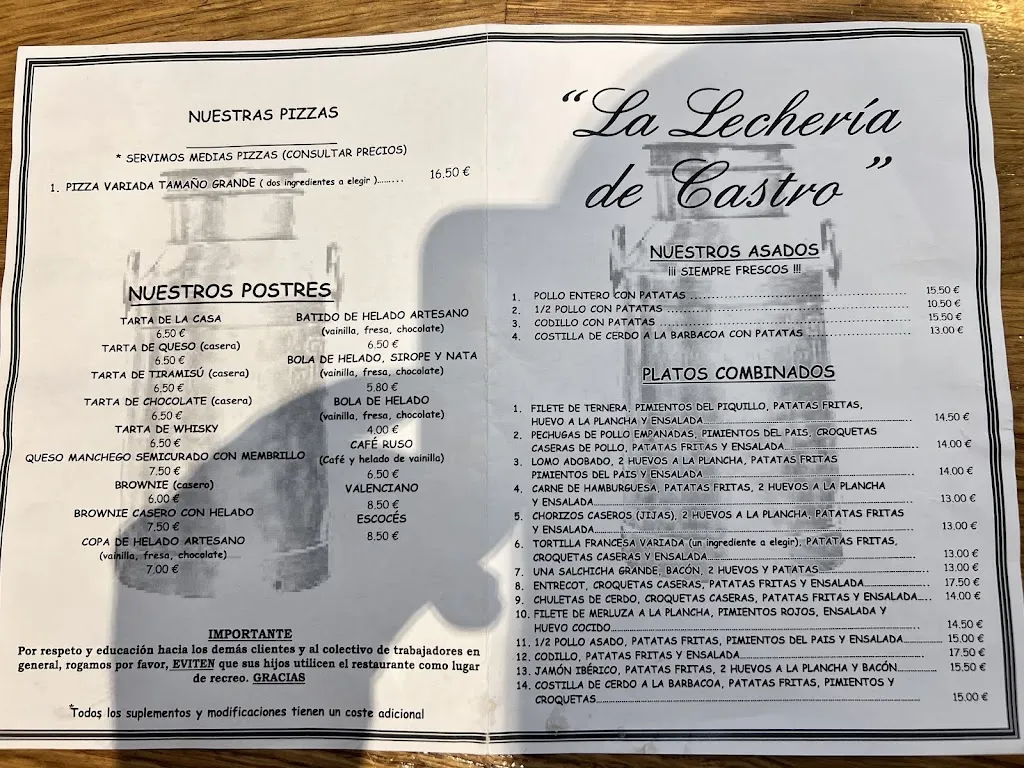 NUESTRAS PIZZAS
* SERVIMOS MEDIAS PIZZAS (CONSULTAR PRECIOS)
1. PIZZA VARIADA TAMAÑO GRANDE ( dos ingredientes a elegir )......... 16.50 €
NUESTROS POSTRES
TARTA DE LA CASA
6.50 €
TARTA DE QUESO (casera)
6.50 €
TARTA DE TIRAMISÚ (casera)
6,50 €
TARTA DE CHOCOLATE (casera)
6.50 €
TARTA DE WHISKY
6.50 €
QUESO MANCHEGO SEMICURADO CON MEMBRILLO
7.50 €
BROWNIE (casero)
6.00 €
BROWNIE CASERO CON HELADO
7.50 €
COPA DE HELADO ARTESANO
(vainilla, fresa, chocolate)
7.00 €
BATIDO DE HELADO ARTESANO
(vainilla, fresa, chocolate)
6.50 €
BOLA DE HELADO, SIROPE Y NATA
(vainilla, fresa, chocolate)
5.80 €
BOLA DE HELADO
(vainilla, fresa, chocolate)
4.00 €
CAFÉ RUSO
(Café y helado de vainilla)
6.50 €
VALENCIANO
8.50 €
ESCOCÉS
8.50 €
IMPORTANTE
Por respeto y educación hacia los demás clientes y al colectivo de trabajadores en
general, rogamos por favor, EVITEN que sus hijos utilicen el restaurante como lugar
de recreo. GRACIAS
*Todos los suplementos y modificaciones tienen un coste adicional
“La Lechería
de Castro”
NUESTROS ASADOS
¡¡¡ SIEMPRE FRESCOS !!!
1. POLLO ENTERO CON PATATAS ........ 15.50 €
2. 1/2 POLLO CON PATATAS ........ 10.50 €
3. CODILLO CON PATATAS ........ 15.50 €
4. COSTILLA DE CERDO A LA BARBACOA CON PATATAS ........ 13.00 €
PLATOS COMBINADOS
1. FILETE DE TERNERA, PIMIENTOS DEL PIQUILLO, PATATAS FRITAS,
HUEVO A LA PLANCHA Y ENSALADA........ 14.50 €
2. PECHUGAS DE POLLO EMPANADAS, PIMIENTOS DEL PAIS, CROQUETAS
CASERAS DE POLLO, PATATAS FRITAS Y ENSALADA........ 14.00 €
3. LOMO ADOBADO, 2 HUEVOS A LA PLANCHA, PATATAS FRITAS
PIMIENTOS DEL PAIS Y ENSALADA........ 14.00 €
4. CARNE DE HAMBURGUESA, PATATAS FRITAS, 2 HUEVOS A LA PLANCHA
Y ENSALADA........ 13.00 €
5. CHORIZOS CASEROS (JIJAS), 2 HUEVOS A LA PLANCHA, PATATAS FRITAS
Y ENSALADA........ 13.00 €
6. TORTILLA FRANCESA VARIADA (un ingrediente a elegir), PATATAS FRITAS,
CROQUETAS CASERAS Y ENSALADA........ 13.00 €
7. UNA SALCHICHA GRANDE, BACÓN, 2 HUEVOS Y PATATAS........ 13.00 €
8. ENTRECOT, CROQUETAS CASERAS, PATATAS FRITAS Y ENSALADA........ 17.50 €
9. CHULETAS DE CERDO, CROQUETAS CASERAS, PATATAS FRITAS Y ENSALADA..... 14.00 €
10. FILETE DE MERLUZA A LA PLANCHA, PIMIENTOS ROJOS, ENSALADA Y
HUEVO COCIDO........ 14.50 €
11. 1/2 POLLO ASADO, PATATAS FRITAS, PIMIENTOS DEL PAIS Y ENSALADA........ 15.00 €
12. CODILLO, PATATAS FRITAS Y ENSALADA........ 17.50 €
13. JAMÓN IBÉRICO, PATATAS FRITAS, 2 HUEVOS A LA PLANCHA Y BACÓN........ 15.50 €
14. COSTILLA DE CERDO A LA BARBACOA, PATATAS FRITAS, PIMIENTOS Y
CROQUETAS........ 15.00 €